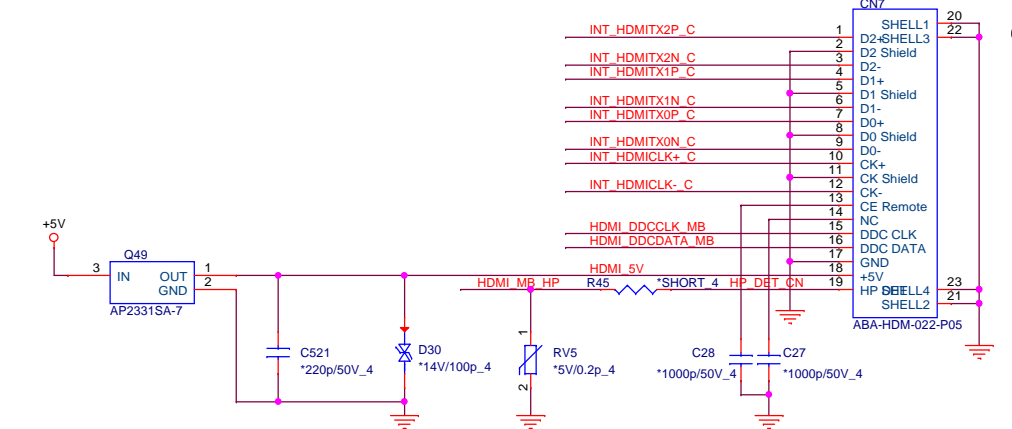 CN7
INT_HDMITX2P_C 1 D2+ SHELL1 20
SHELL3 22
2 D2 Shield
INT_HDMITX2N_C 3 D2-
INT_HDMITX1P_C 4 D1+
5 D1 Shield
INT_HDMITX1N_C 6 D1-
INT_HDMITX0P_C 7 D0+
8 D0 Shield
INT_HDMITX0N_C 9 D0-
INT_HDMICLK+_C 10 CK+
11 CK Shield
INT_HDMICLK-_C 12 CK-
13 CE Remote
14 NC
HDMI_DDCCLK_MB 15 DDC CLK
HDMI_DDCDATA_MB 16 DDC DATA
17 GND
HDMI_5V 18 +5V
HDMI_MB_HP R45 *SHORT_4 HP_DET_CN 19 HP DET SHELL4 23
SHELL2 21
ABA-HDM-022-P05
+5V
Q49
3 IN OUT 1
GND 2
AP2331SA-7
C521
*220p/50V_4
D30
*14V/100p_4
1
RV5
*5V/0.2p_4
2
C28
*1000p/50V_4
C27
*1000p/50V_4